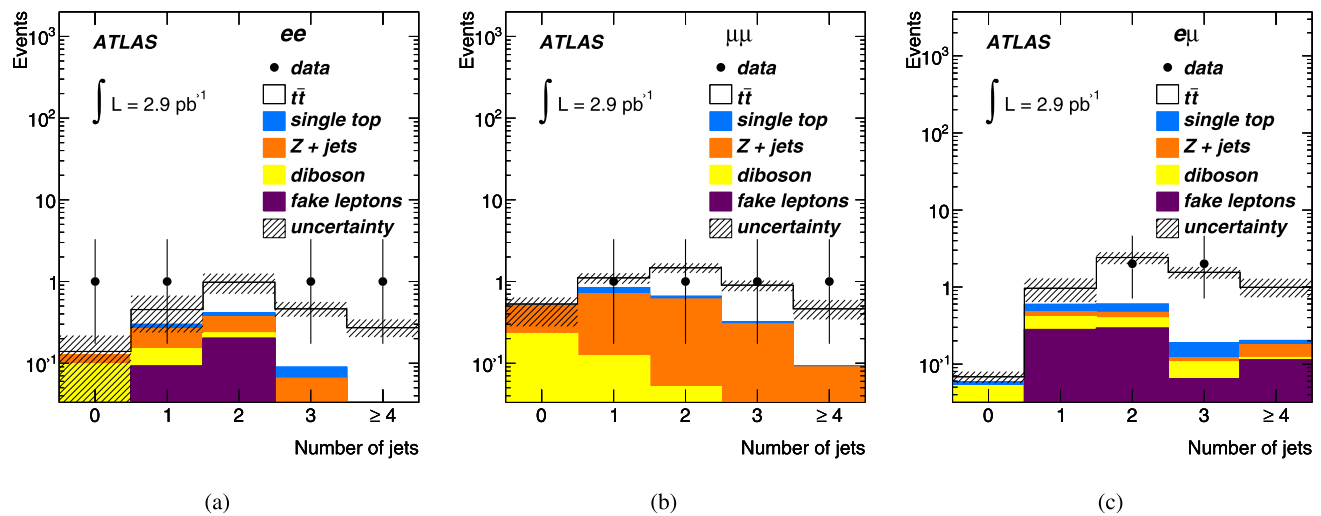 Events
10³
10²
10
1
10⁻¹
ATLAS
ee
∫ L = 2.9 pb⁻¹
data
tt̄
single top
Z + jets
diboson
fake leptons
uncertainty
0 1 2 3 ≥ 4
Number of jets
(a)
Events
10³
10²
10
1
10⁻¹
ATLAS
μμ
∫ L = 2.9 pb⁻¹
data
tt̄
single top
Z + jets
diboson
fake leptons
uncertainty
0 1 2 3 ≥ 4
Number of jets
(b)
Events
10³
10²
10
1
10⁻¹
ATLAS
eμ
∫ L = 2.9 pb⁻¹
data
tt̄
single top
Z + jets
diboson
fake leptons
uncertainty
0 1 2 3 ≥ 4
Number of jets
(c)